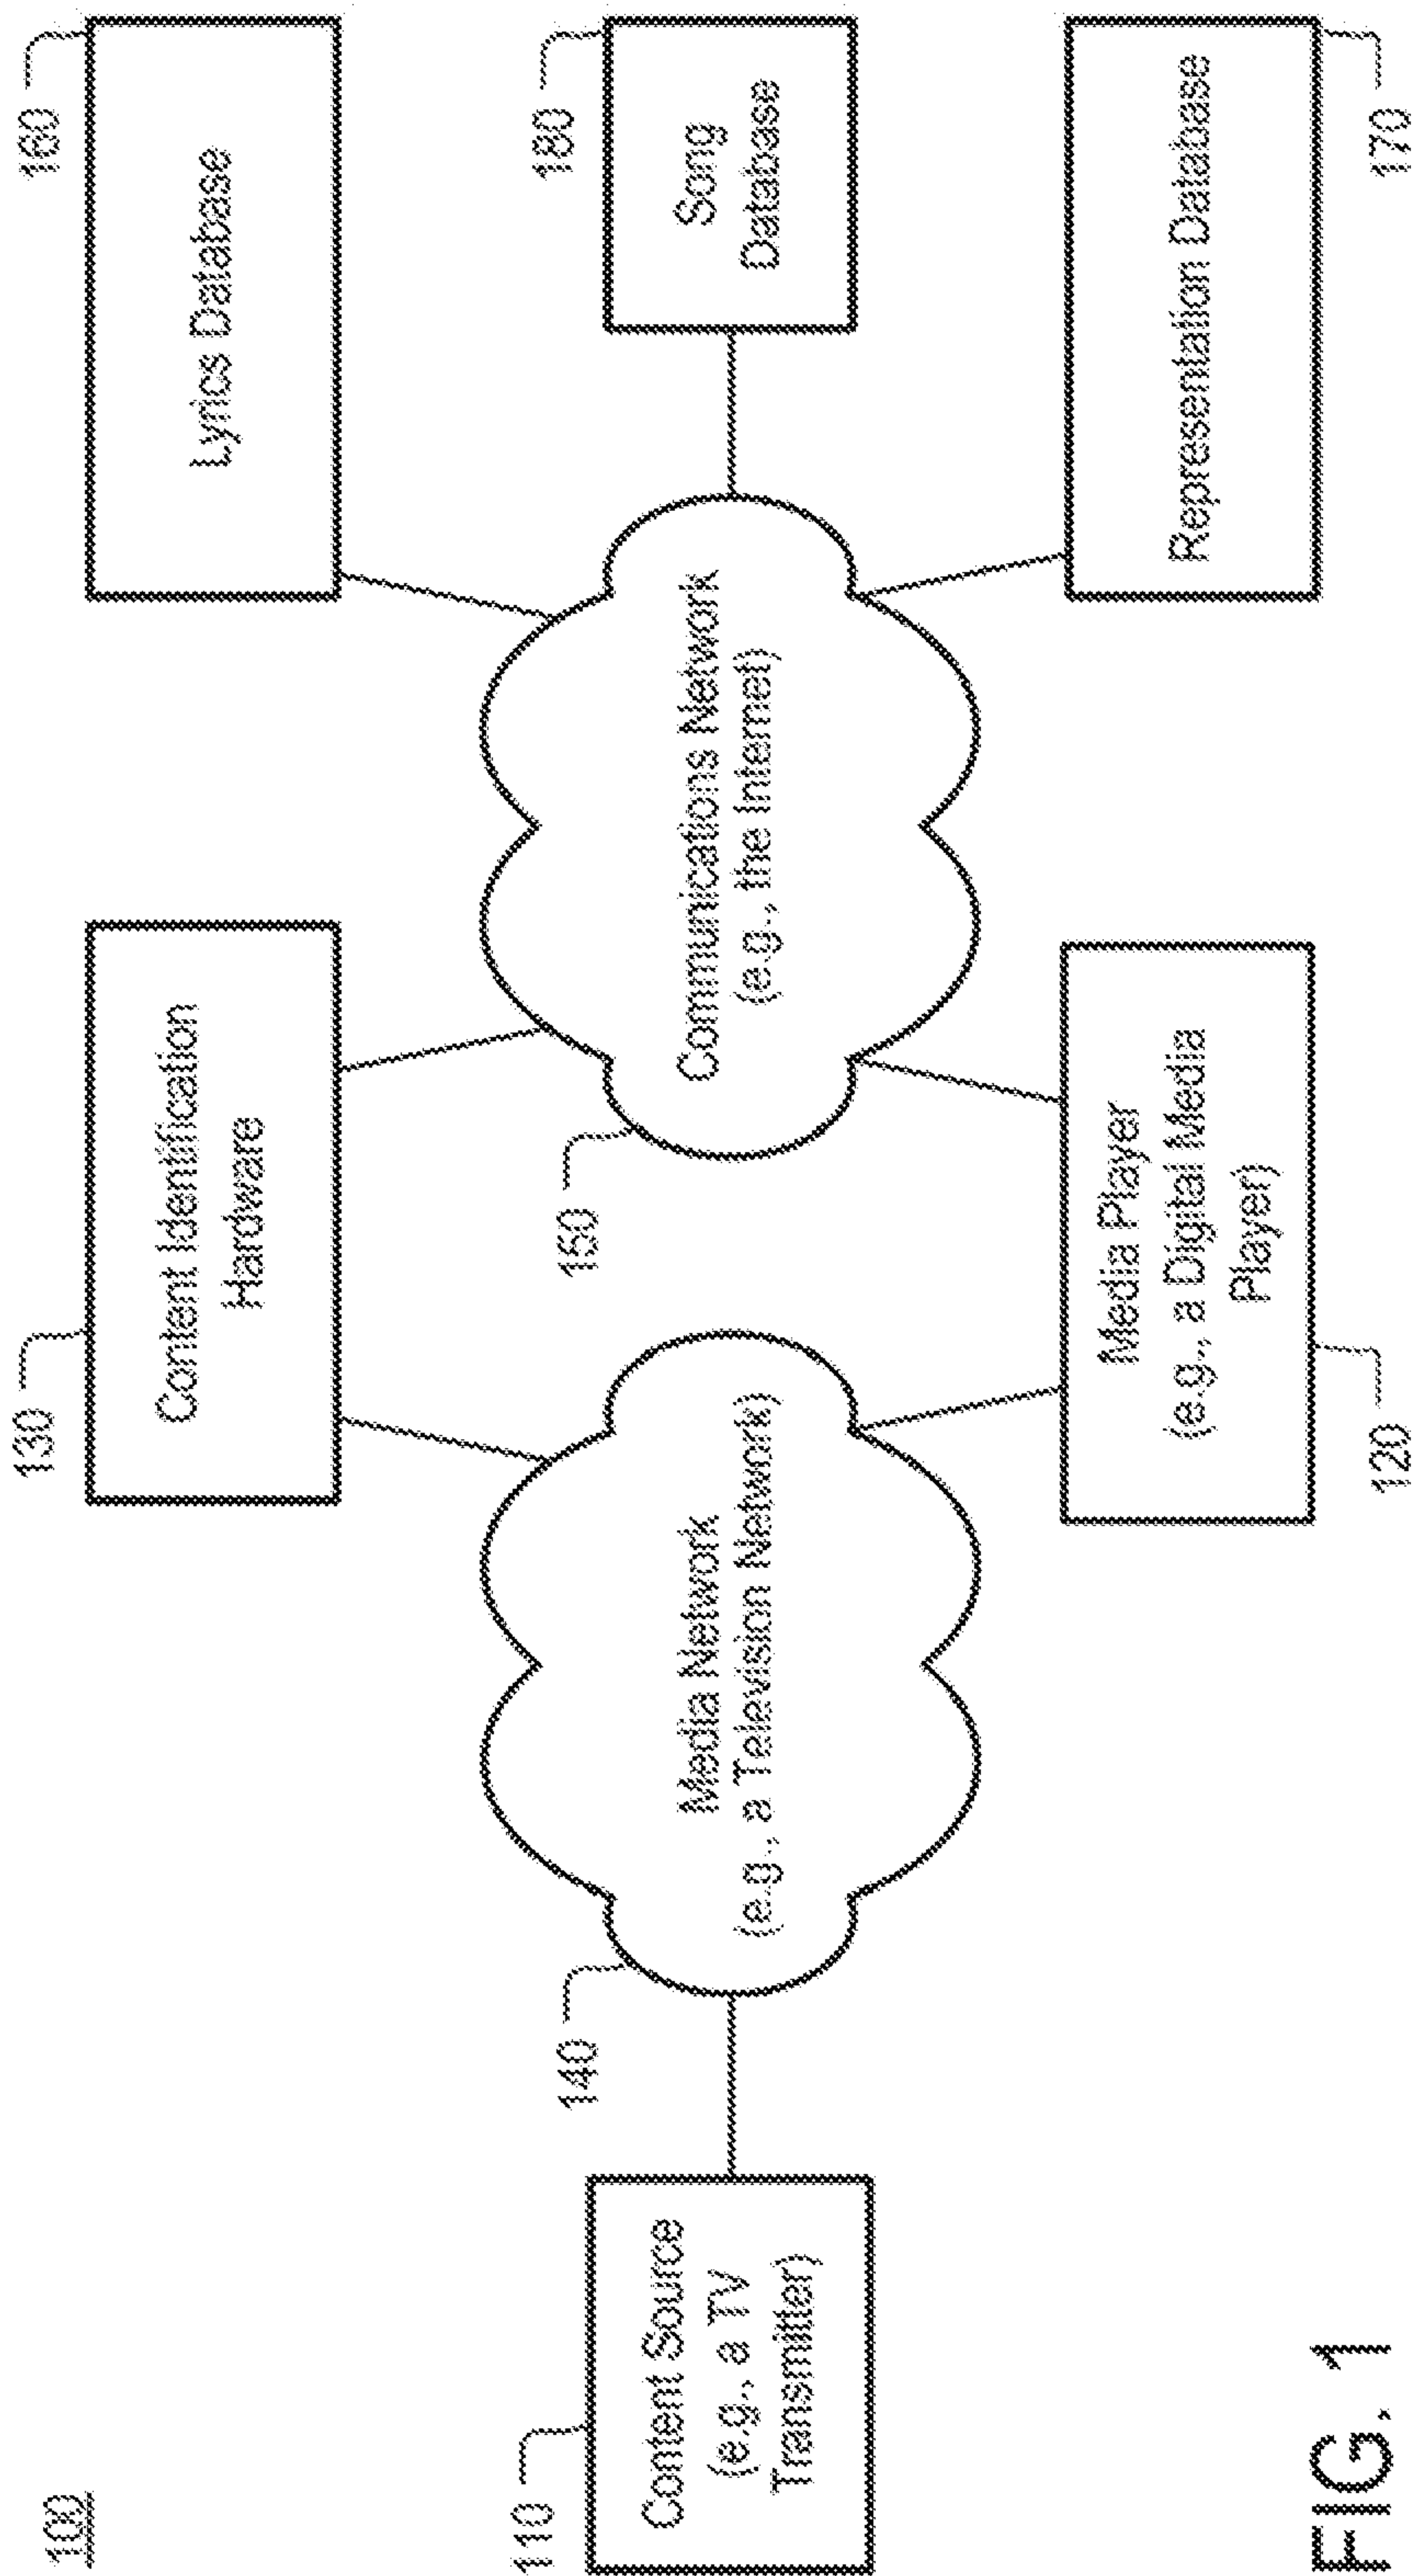 100
130
Content Identification
Hardware
160
Lyrics Database
110
Content Source
(e.g., a TV
Transmitter)
140
Media Network
(e.g., a Television Network)
150
Communications Network
(e.g., the Internet)
180
Song
Database
Media Player
(e.g., a Digital Media
Player)
120
Representation Database
170
FIG. 1